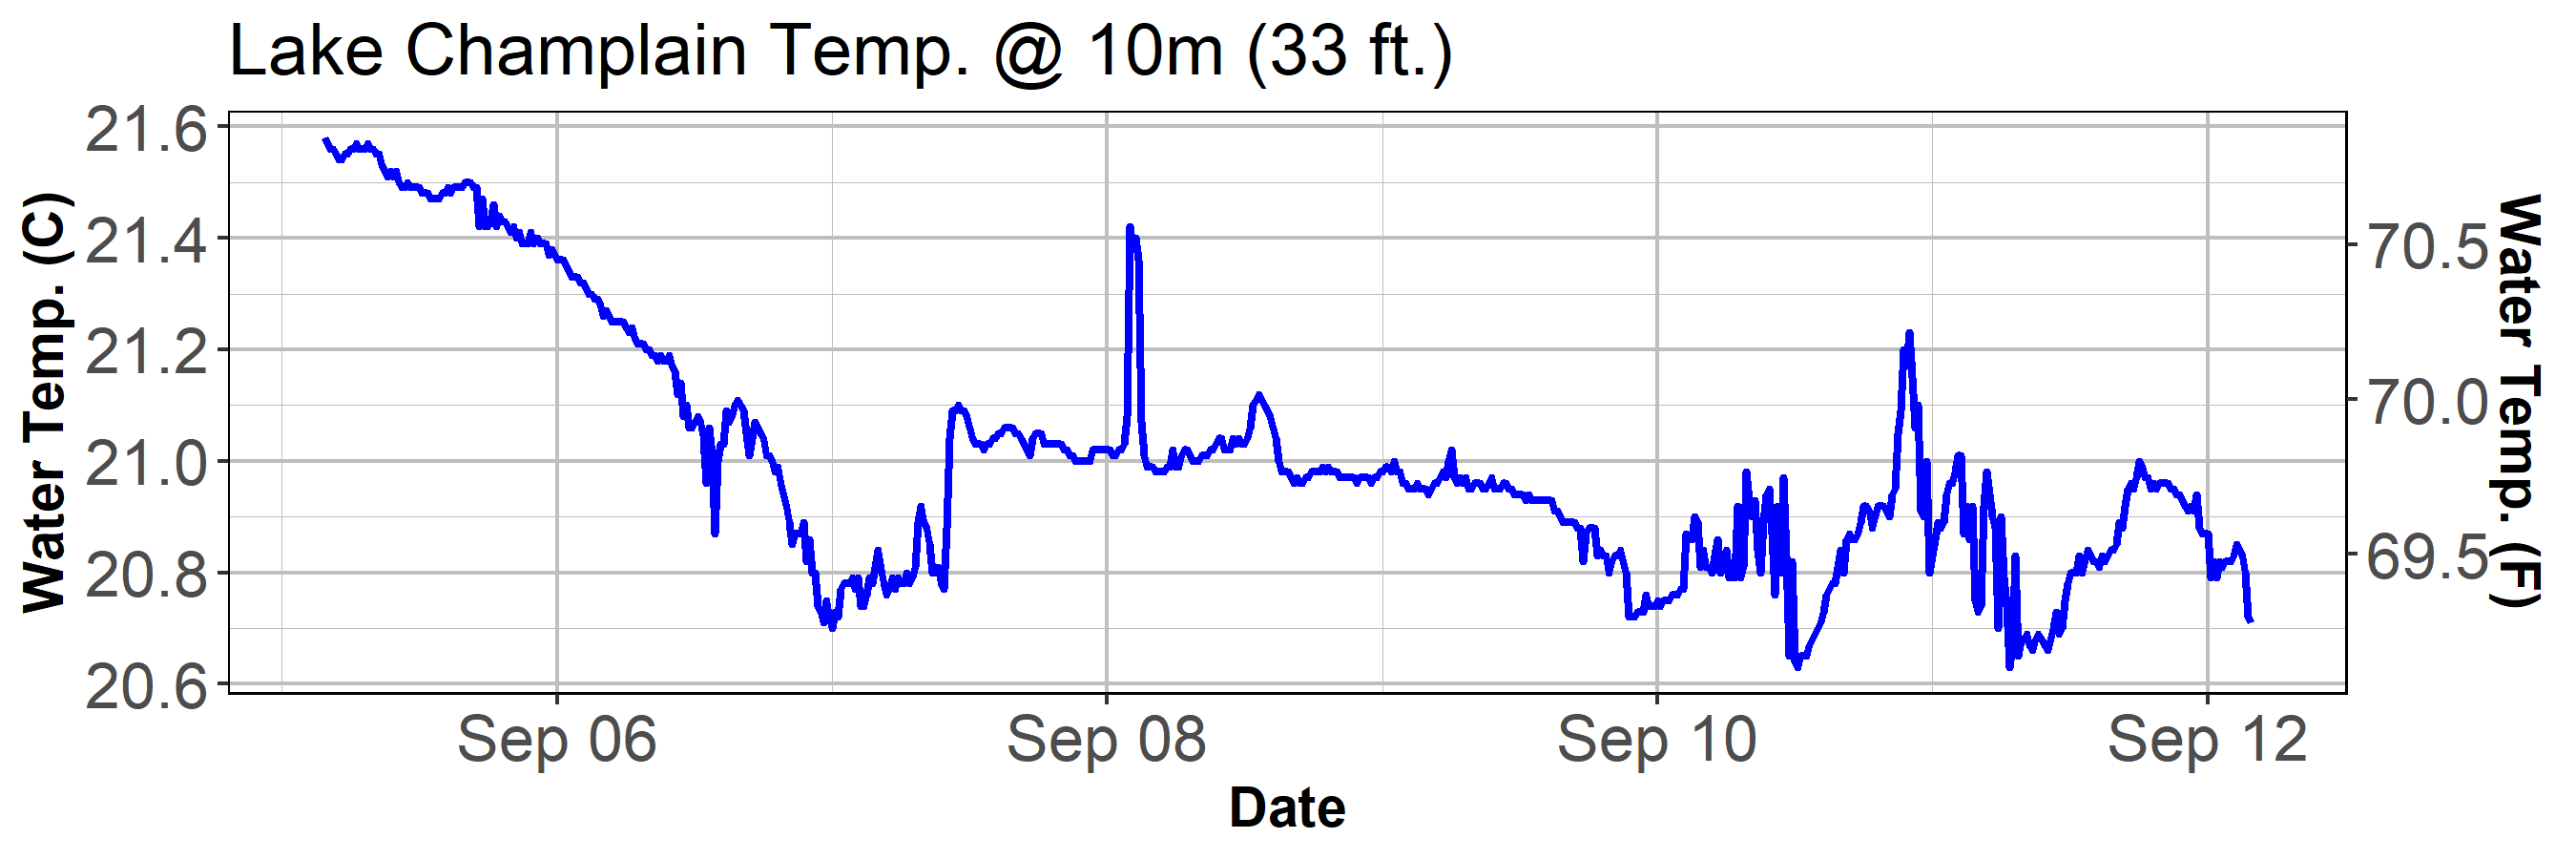 Lake Champlain Temp. @ 10m (33 ft.)
Water Temp. (C)
21.6
21.4
21.2
21.0
20.8
20.6
70.5
70.0
69.5
Water Temp. (F)
Sep 06
Sep 08
Sep 10
Sep 12
Date